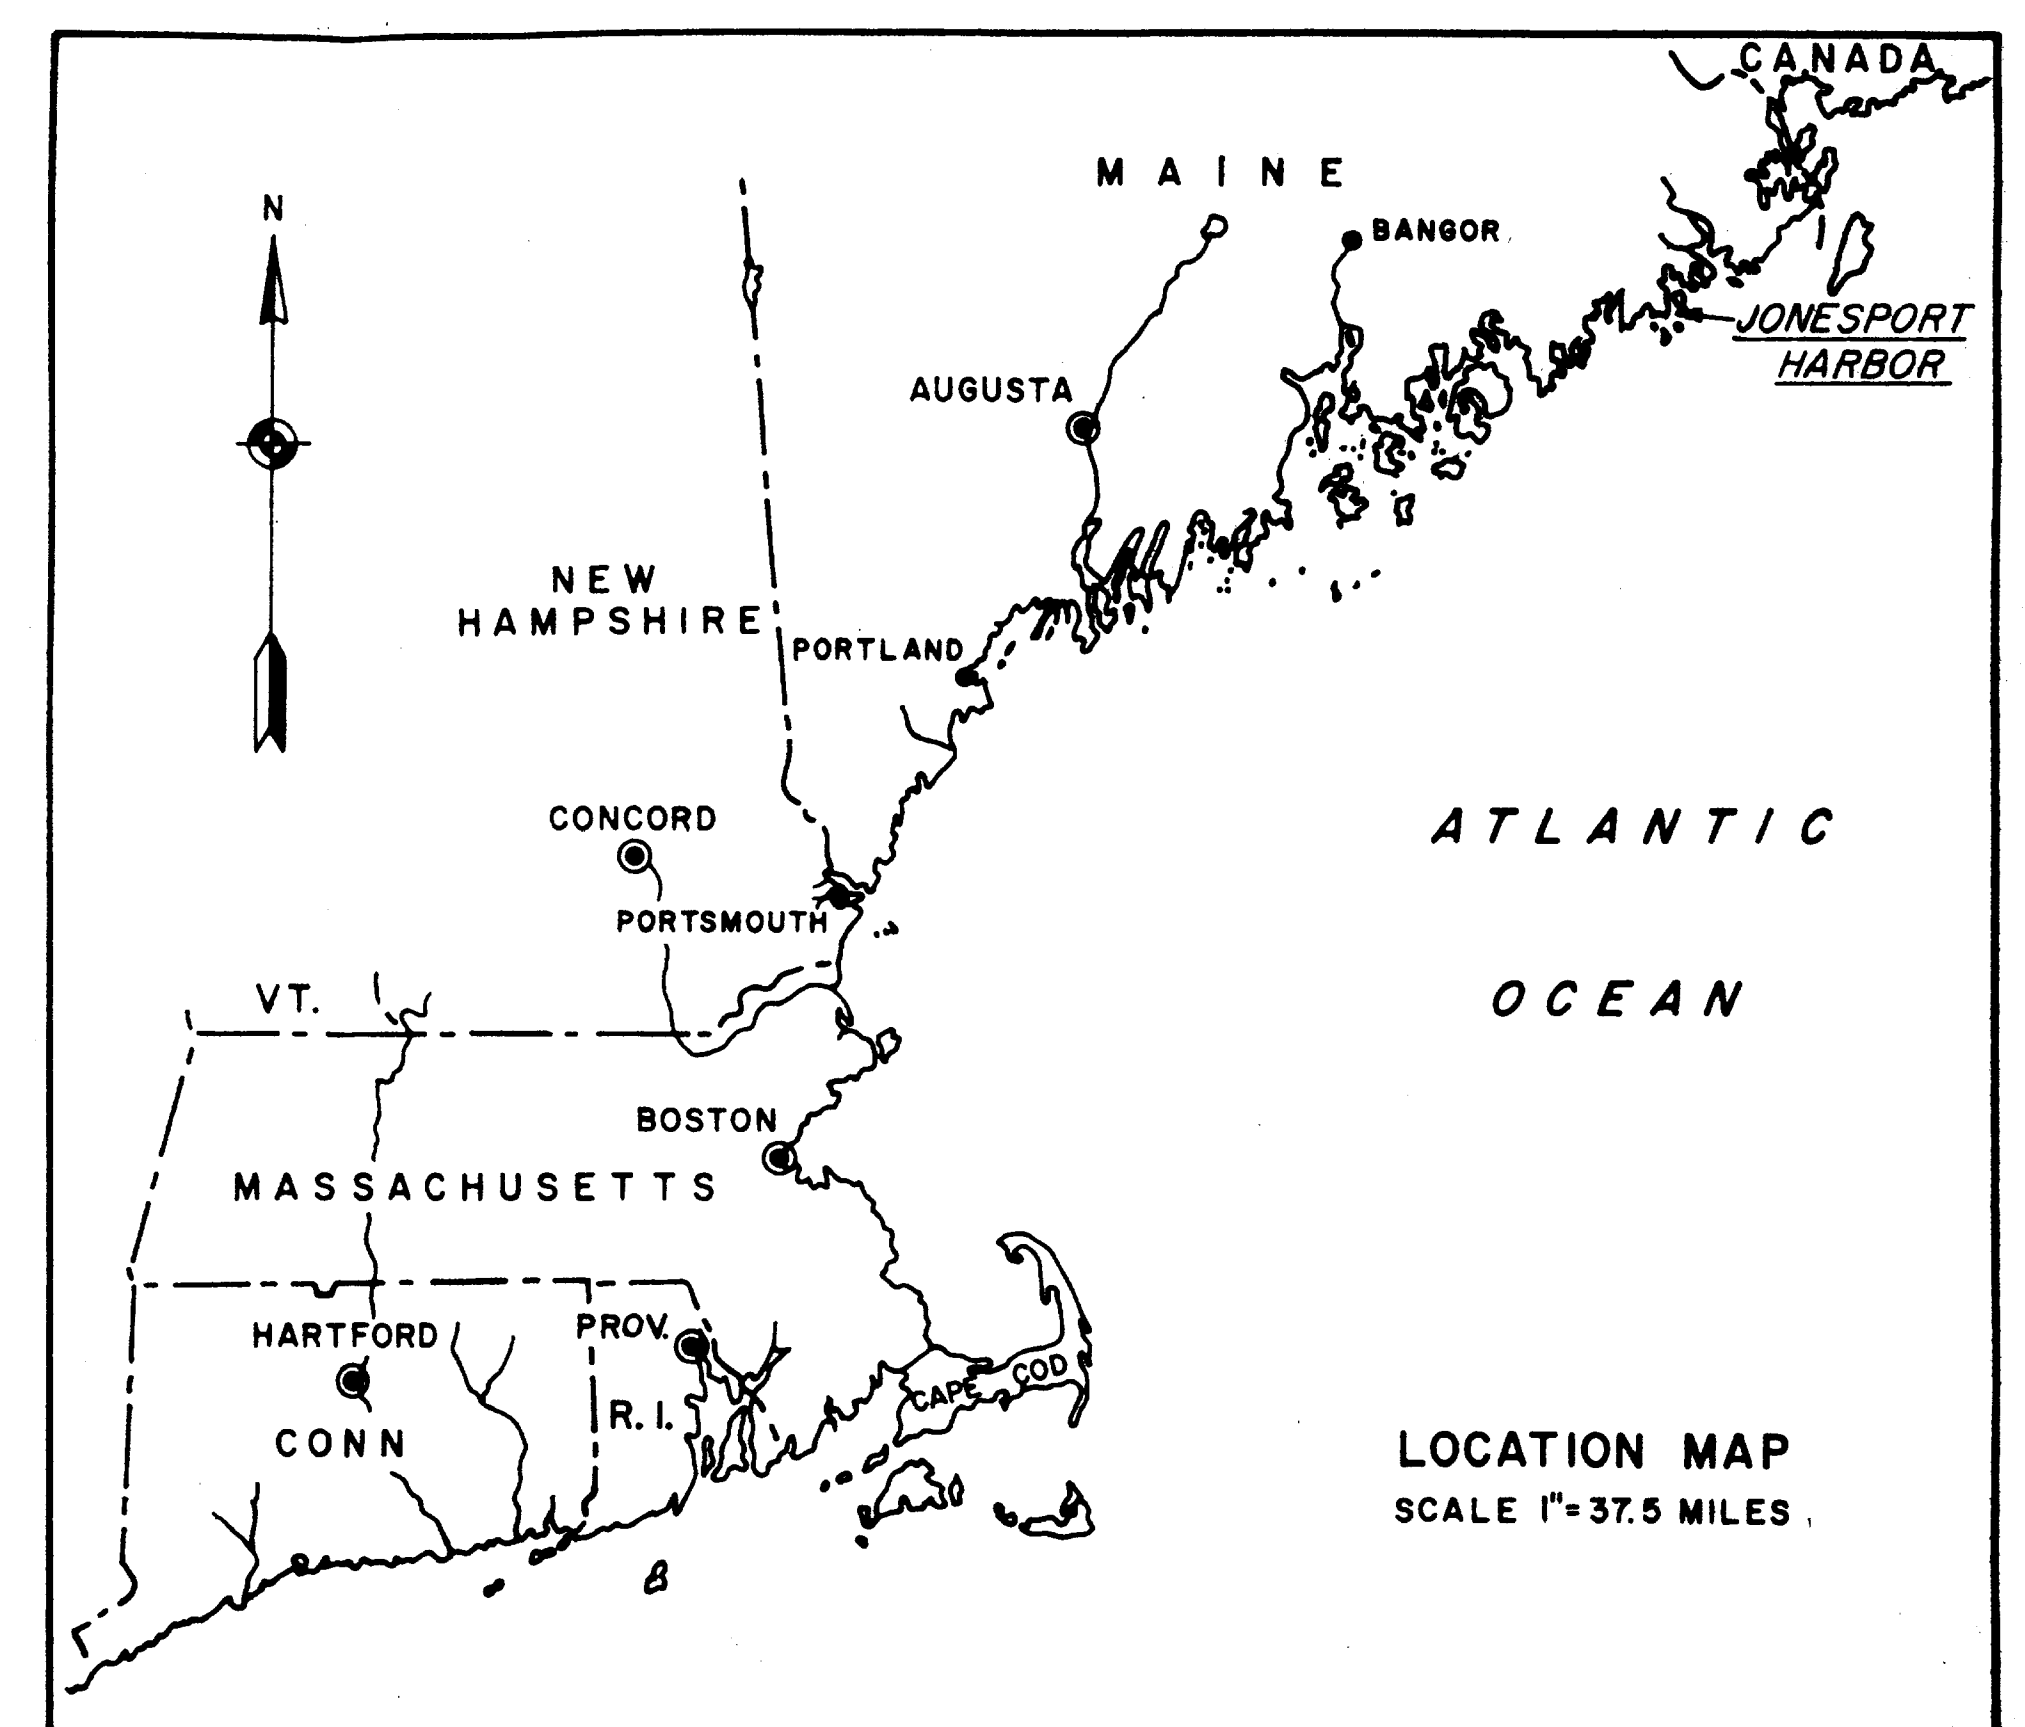 CANADA
MAINE
N
BANGOR
JONESPORT
HARBOR
AUGUSTA
NEW
HAMPSHIRE
PORTLAND
CONCORD
ATLANTIC
PORTSMOUTH
VT.
OCEAN
BOSTON
MASSACHUSETTS
HARTFORD
PROV.
CAPE COD
R.I.
CONN
LOCATION MAP
SCALE 1"=37.5 MILES